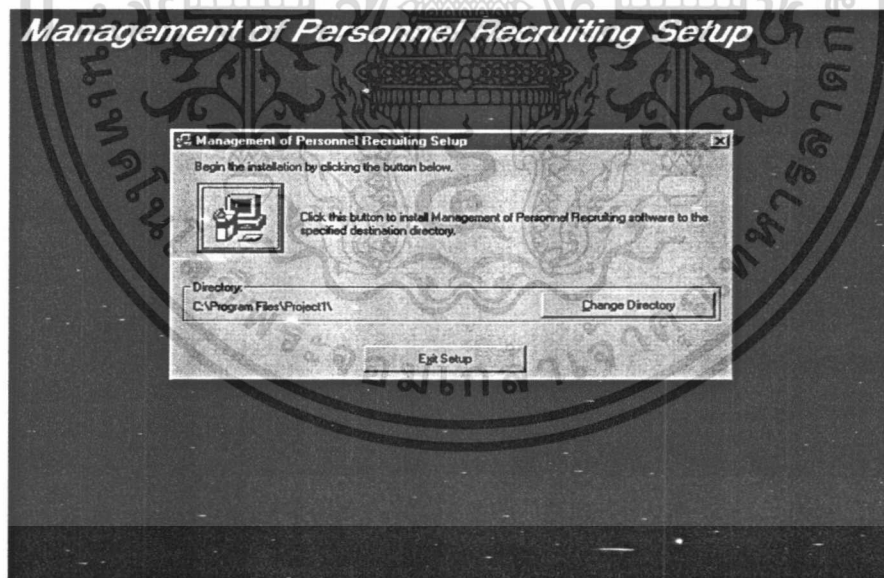 Management of Personnel Recruiting Setup
Management of Personnel Recruiting Setup
Begin the installation by clicking the button below.
Click this button to install Management of Personnel Recruiting software to the
specified destination directory.
Directory:
C:\Program Files\Project1\
Change Directory
Exit Setup